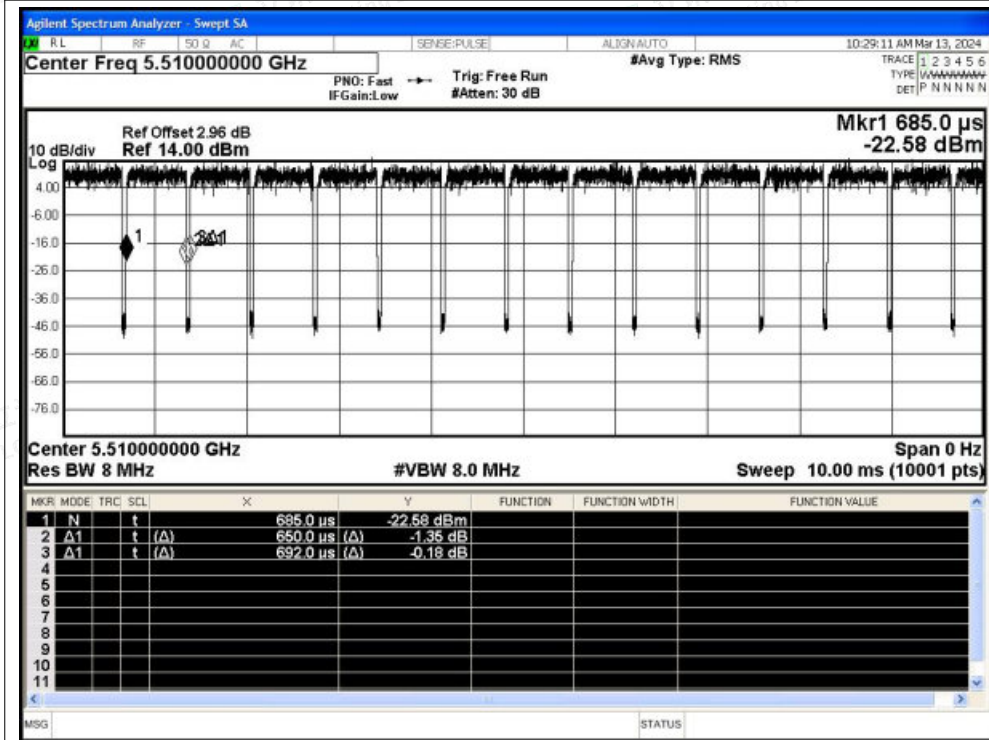 Agilent Spectrum Analyzer - Swept SA
RL RF 50 Ω AC SENSE:PULSE ALIGN AUTO 10:29:11 AM Mar 13, 2024
Center Freq 5.510000000 GHz #Avg Type: RMS TRACE 1 2 3 4 5 6
PNO: Fast Trig: Free Run TYPE
IFGain:Low #Atten: 30 dB DET P N N N N N
Mkr1 685.0 µs
Ref Offset 2.96 dB
10 dB/div Ref 14.00 dBm -22.58 dBm
Log
4.00
-6.00
-16.0 1
-26.0
-36.0
-46.0
-56.0
-66.0
-76.0
Center 5.510000000 GHz Span 0 Hz
Res BW 8 MHz #VBW 8.0 MHz Sweep 10.00 ms (10001 pts)
MKR MODE TRC SCL X Y FUNCTION FUNCTION WIDTH FUNCTION VALUE
1 N t 685.0 µs -22.58 dBm
2 Δ1 t (Δ) 650.0 µs (Δ) -1.35 dB
3 Δ1 t (Δ) 692.0 µs (Δ) -0.18 dB
4
5
6
7
8
9
10
11
MSG STATUS